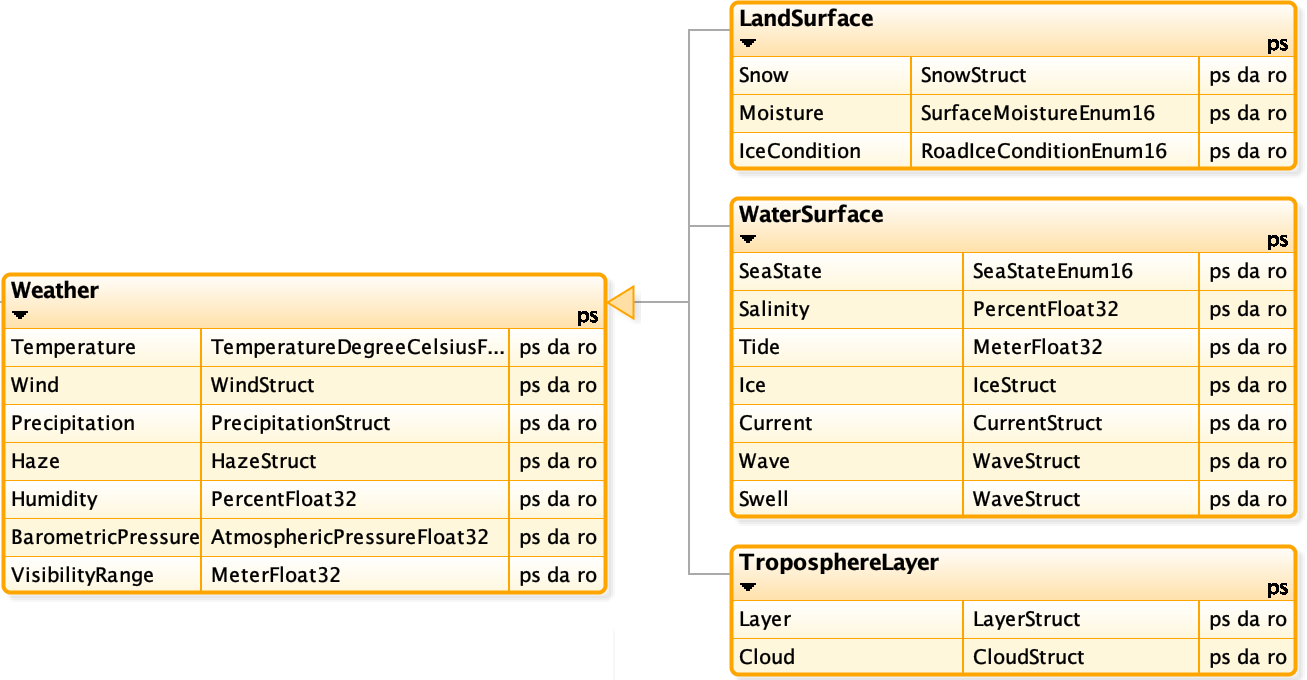 LandSurface
ps
Snow SnowStruct ps da ro
Moisture SurfaceMoistureEnum16 ps da ro
IceCondition RoadIceConditionEnum16 ps da ro
WaterSurface
ps
SeaState SeaStateEnum16 ps da ro
Salinity PercentFloat32 ps da ro
Tide MeterFloat32 ps da ro
Ice IceStruct ps da ro
Current CurrentStruct ps da ro
Wave WaveStruct ps da ro
Swell WaveStruct ps da ro
Weather
ps
Temperature TemperatureDegreeCelsiusF... ps da ro
Wind WindStruct ps da ro
Precipitation PrecipitationStruct ps da ro
Haze HazeStruct ps da ro
Humidity PercentFloat32 ps da ro
BarometricPressure AtmosphericPressureFloat32 ps da ro
VisibilityRange MeterFloat32 ps da ro
TroposphereLayer
ps
Layer LayerStruct ps da ro
Cloud CloudStruct ps da ro